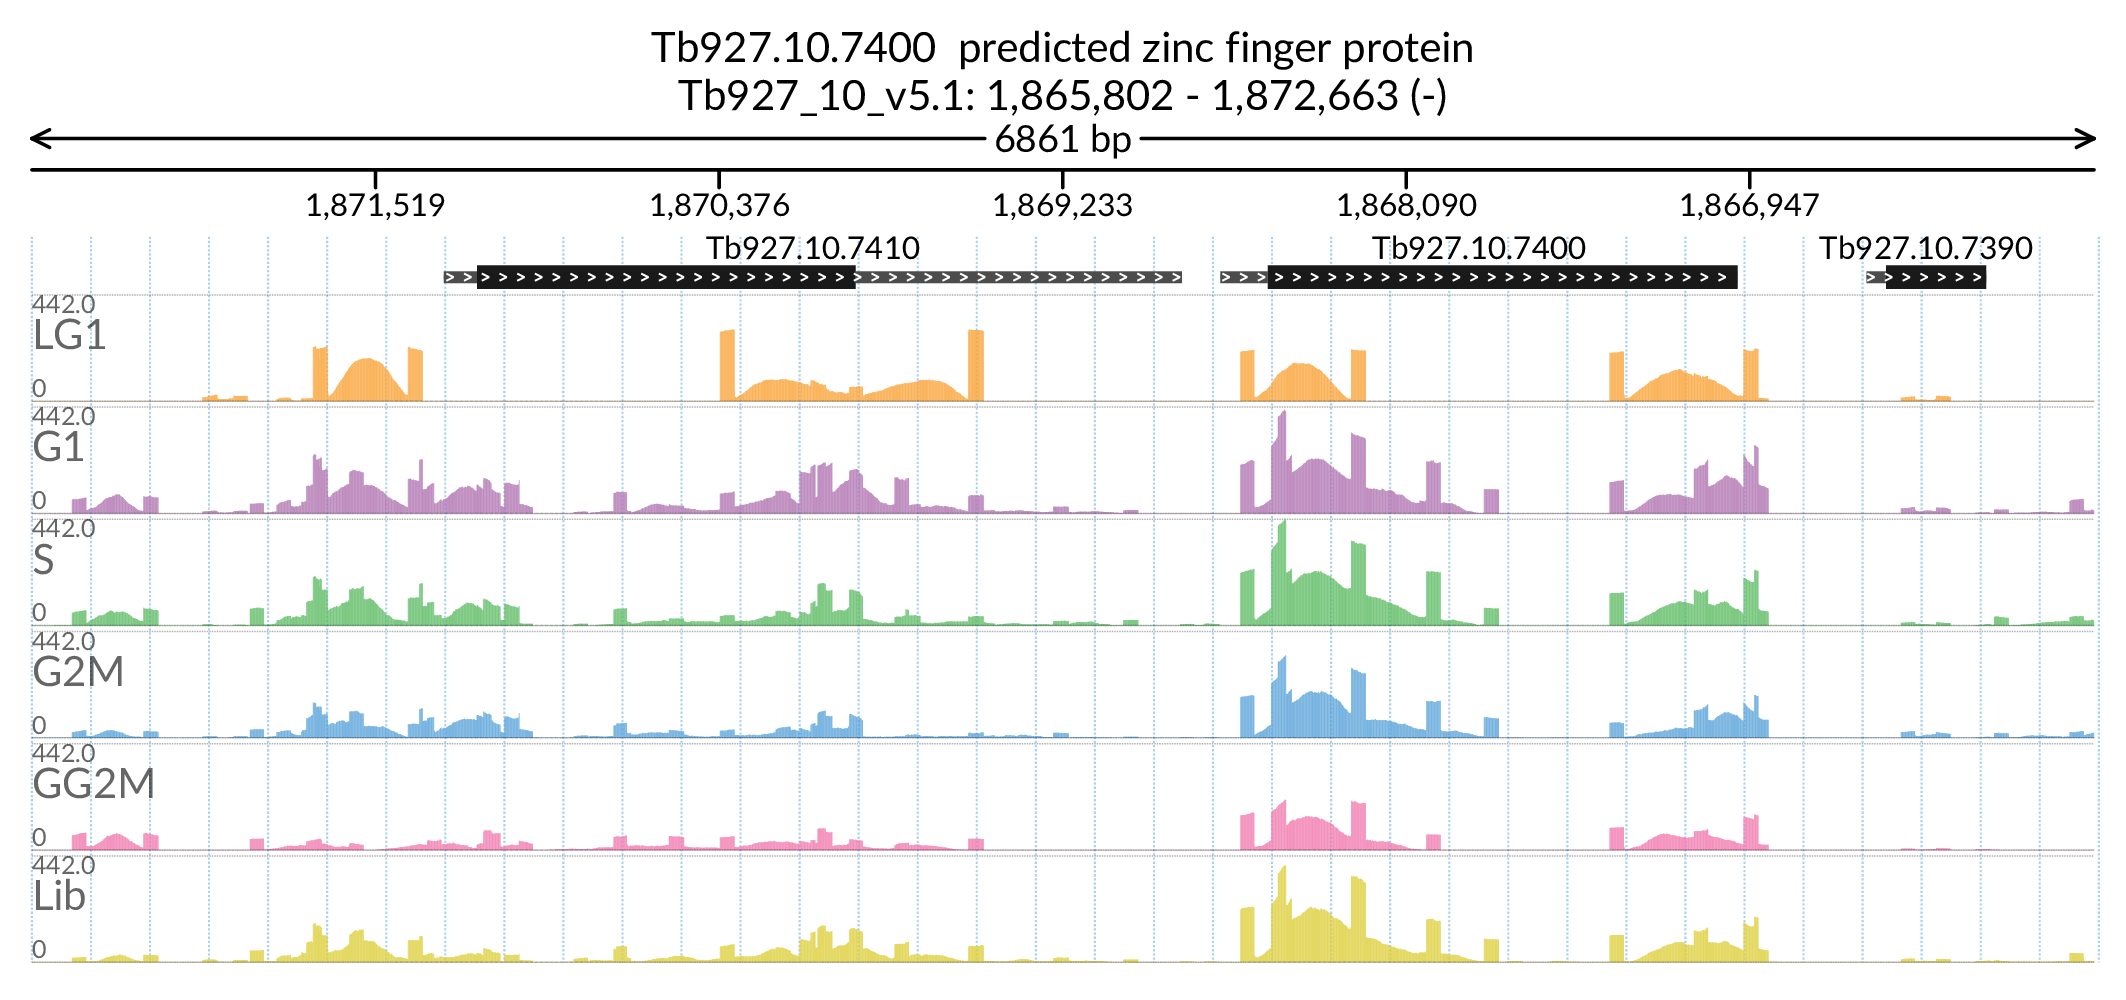 Tb927.10.7400  predicted zinc finger protein
Tb927_10_v5.1: 1,865,802 - 1,872,663 (-)
6861 bp
1,871,519 1,870,376 1,869,233 1,868,090 1,866,947
Tb927.10.7410 Tb927.10.7400 Tb927.10.7390
442.0
LG1
0
442.0
G1
0
442.0
S
0
442.0
G2M
0
442.0
GG2M
0
442.0
Lib
0